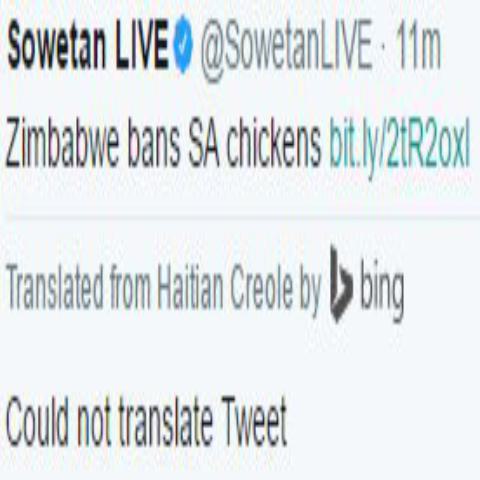 Sowetan LIVE @SowetanLIVE · 11m
Zimbabwe bans SA chickens bit.ly/2tR2oxl
Translated from Haitian Creole by bing
Could not translate Tweet